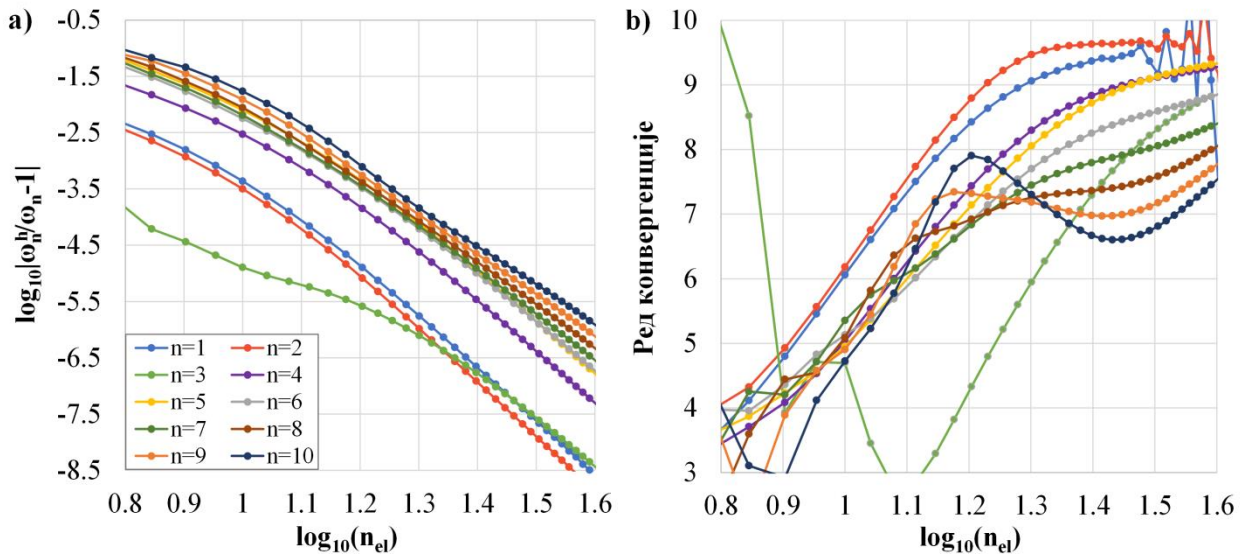 a)
log₁₀|ωₙʰ/ωₙ-1|
-0.5
-1.5
-2.5
-3.5
-4.5
-5.5
-6.5
-7.5
-8.5
n=1 n=2
n=3 n=4
n=5 n=6
n=7 n=8
n=9 n=10
0.8 0.9 1 1.1 1.2 1.3 1.4 1.5 1.6
log₁₀(nₑₗ)
b)
Ред конвергенције
10
9
8
7
6
5
4
3
0.8 0.9 1 1.1 1.2 1.3 1.4 1.5 1.6
log₁₀(nₑₗ)